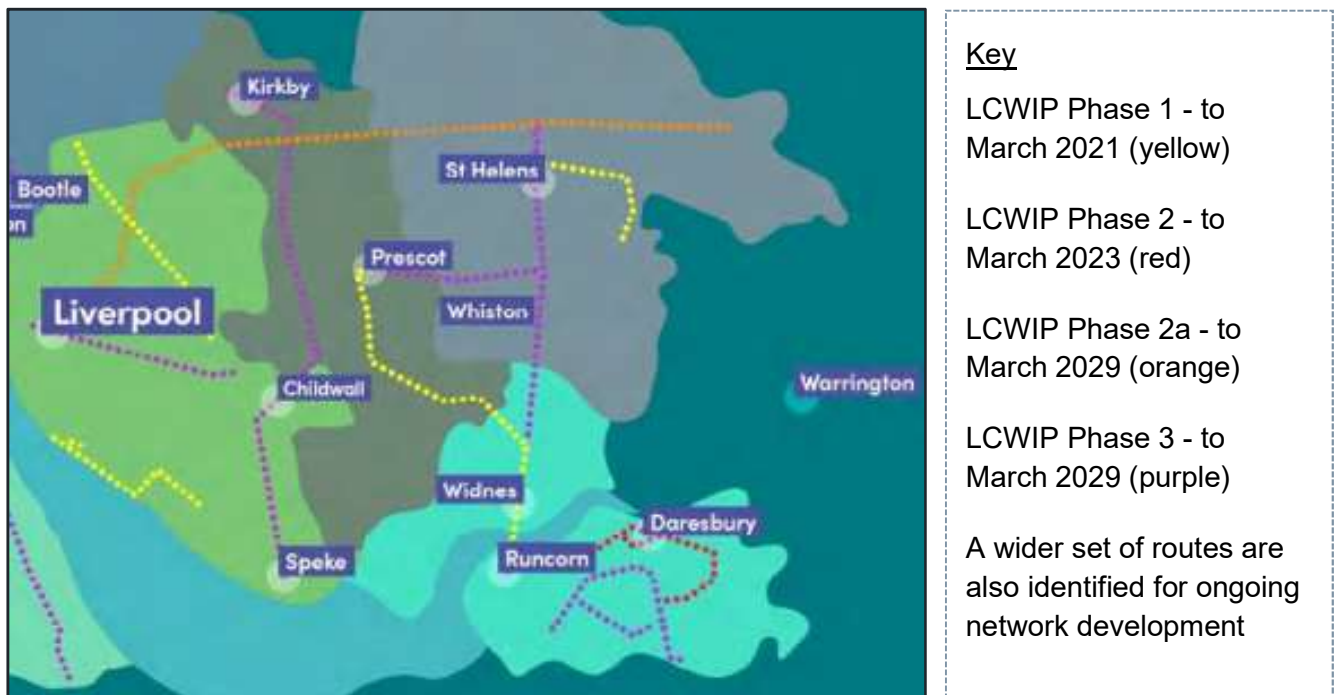 Kirkby
St Helens
Bootle
on
Prescot
Liverpool
Whiston
Childwall
Warrington
Widnes
Daresbury
Speke
Runcorn
Key
LCWIP Phase 1 - to
March 2021 (yellow)
LCWIP Phase 2 - to
March 2023 (red)
LCWIP Phase 2a - to
March 2029 (orange)
LCWIP Phase 3 - to
March 2029 (purple)
A wider set of routes are
also identified for ongoing
network development